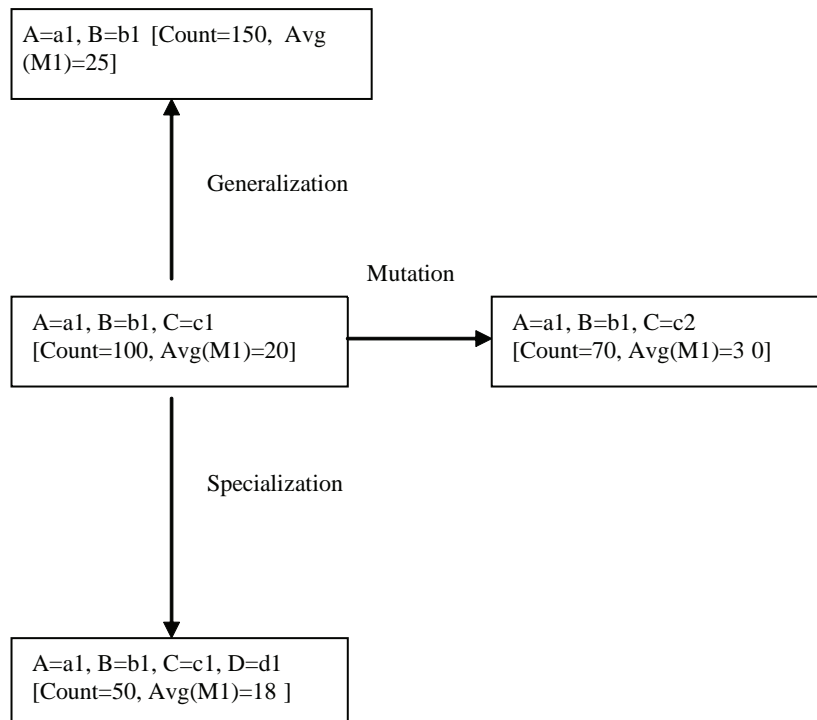 A=a1, B=b1 [Count=150, Avg
(M1)=25]
Generalization
Mutation
A=a1, B=b1, C=c1
[Count=100, Avg(M1)=20]
A=a1, B=b1, C=c2
[Count=70, Avg(M1)=3 0]
Specialization
A=a1, B=b1, C=c1, D=d1
[Count=50, Avg(M1)=18 ]